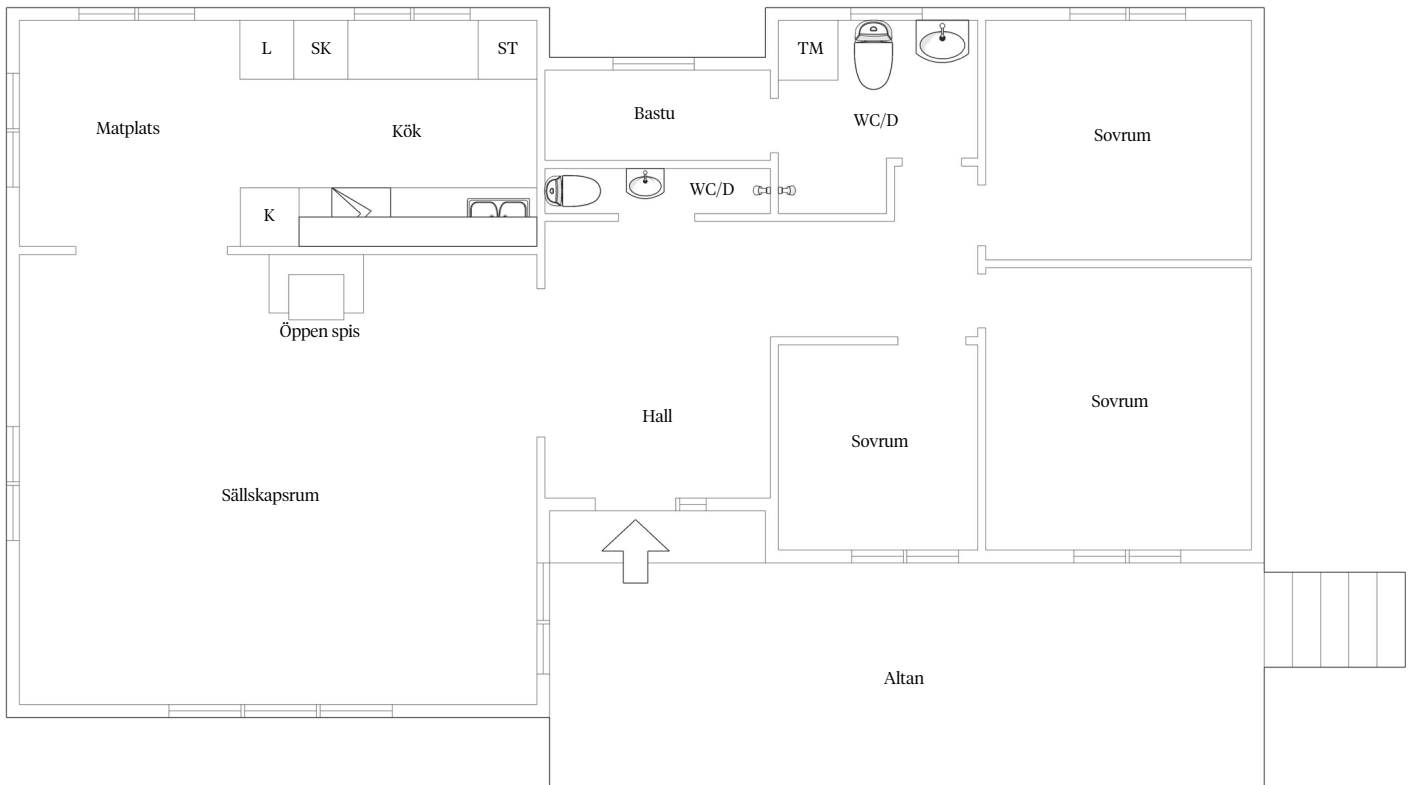 L
SK
ST
TM
Bastu
WC/D
Matplats
Kök
Sovrum
WC/D
K
Öppen spis
Sovrum
Hall
Sovrum
Sällskapsrum
Altan